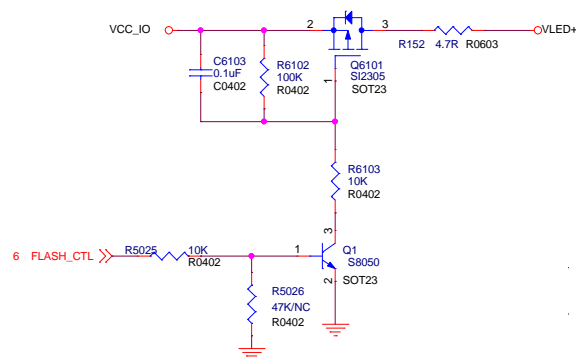 VCC_IO
2
3
VLED+
R152 4.7R R0603
C6103
0.1uF
C0402
R6102
100K
R0402
Q6101
SI2305
SOT23
1
R6103
10K
R0402
3
6 FLASH_CTL
R5025 10K
R0402
1
Q1
S8050
SOT23
2
R5026
47K/NC
R0402